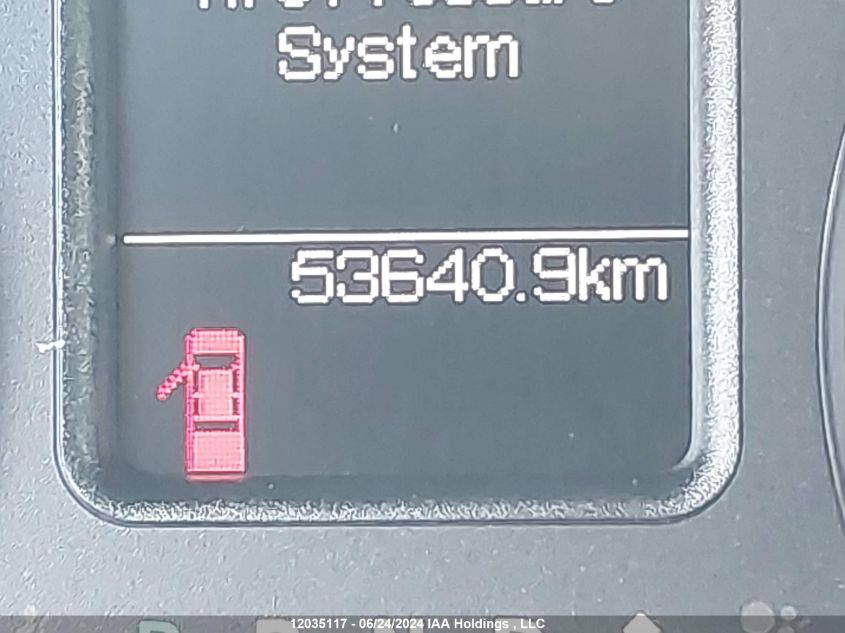 System
53640.9km
12035117 - 06/24/2024 IAA Holdings , LLC